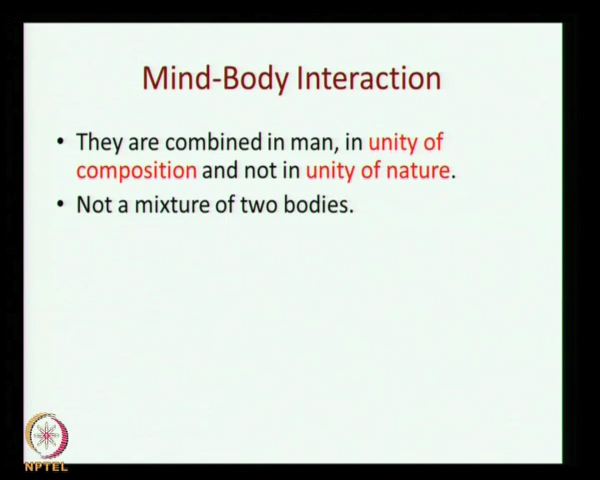 Mind-Body Interaction
• They are combined in man, in unity of
composition and not in unity of nature.
• Not a mixture of two bodies.
NPTEL